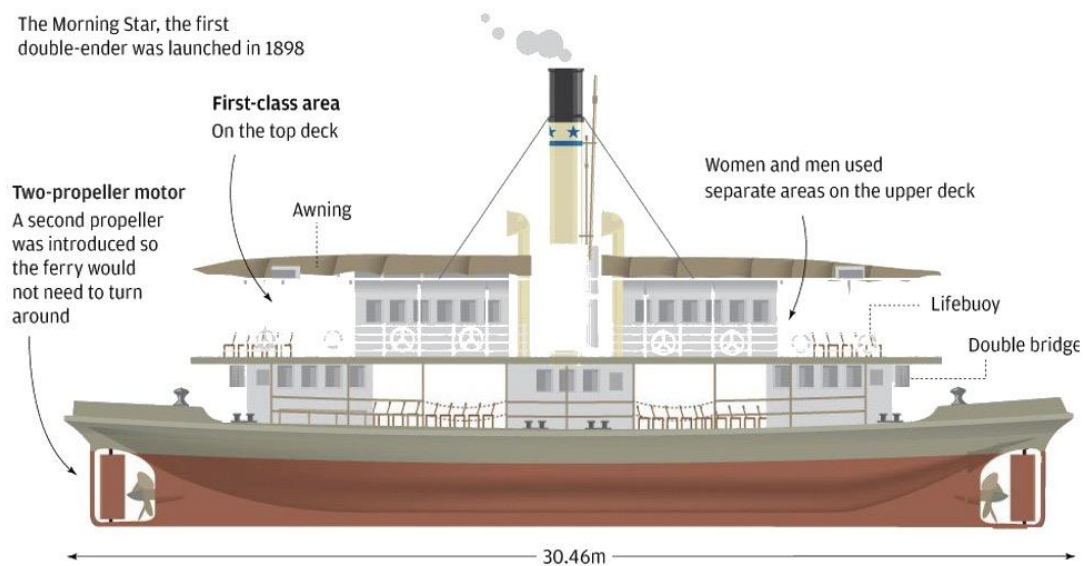 The Morning Star, the first
double-ender was launched in 1898
First-class area
On the top deck
Women and men used
separate areas on the upper deck
Two-propeller motor
A second propeller
was introduced so
the ferry would
not need to turn
around
Awning
Lifebuoy
Double bridge
30.46m